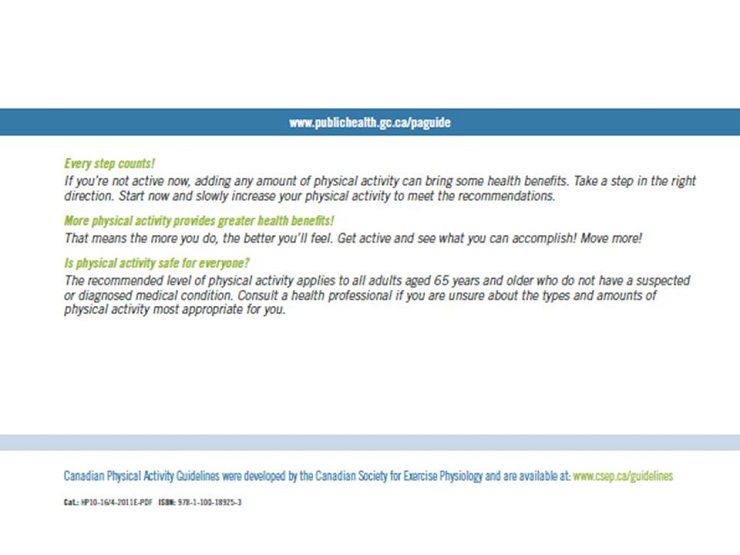 www.publichealth.gc.ca/paguide
Every step counts!
If you're not active now, adding any amount of physical activity can bring some health benefits. Take a step in the right
direction. Start now and slowly increase your physical activity to meet the recommendations.
More physical activity provides greater health benefits!
That means the more you do, the better you'll feel. Get active and see what you can accomplish! Move more!
Is physical activity safe for everyone?
The recommended level of physical activity applies to all adults aged 65 years and older who do not have a suspected
or diagnosed medical condition. Consult a health professional if you are unsure about the types and amounts of
physical activity most appropriate for you.
Canadian Physical Activity Guidelines were developed by the Canadian Society for Exercise Physiology and are available at: www.csep.ca/guidelines
Cat.: HP10-16/4-2011E-PDF ISBN: 978-1-100-18925-3